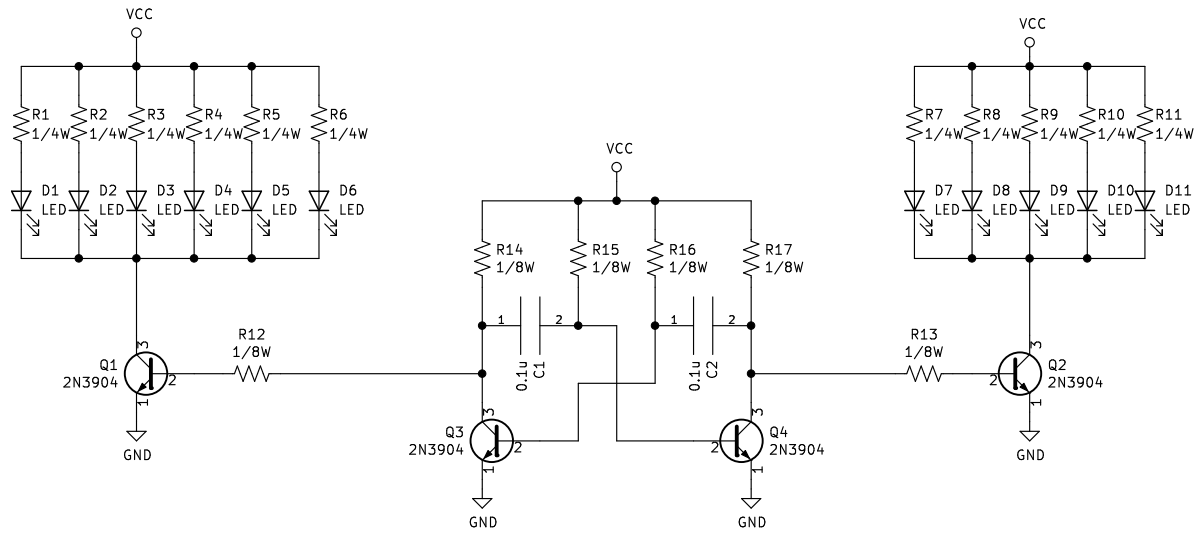 VCC
VCC
R1
1/4W
R2
1/4W
R3
1/4W
R4
1/4W
R5
1/4W
R6
1/4W
R7
1/4W
R8
1/4W
R9
1/4W
R10
1/4W
R11
1/4W
VCC
D1
LED
D2
LED
D3
LED
D4
LED
D5
LED
D6
LED
D7
LED
D8
LED
D9
LED
D10
LED
D11
LED
R14
1/8W
R15
1/8W
R16
1/8W
R17
1/8W
1
2
0.1u
C1
1
2
0.1u
C2
R12
1/8W
R13
1/8W
Q1
2N3904
3
2
1
GND
Q2
2N3904
3
2
1
GND
Q3
2N3904
3
2
1
GND
Q4
2N3904
3
2
1
GND